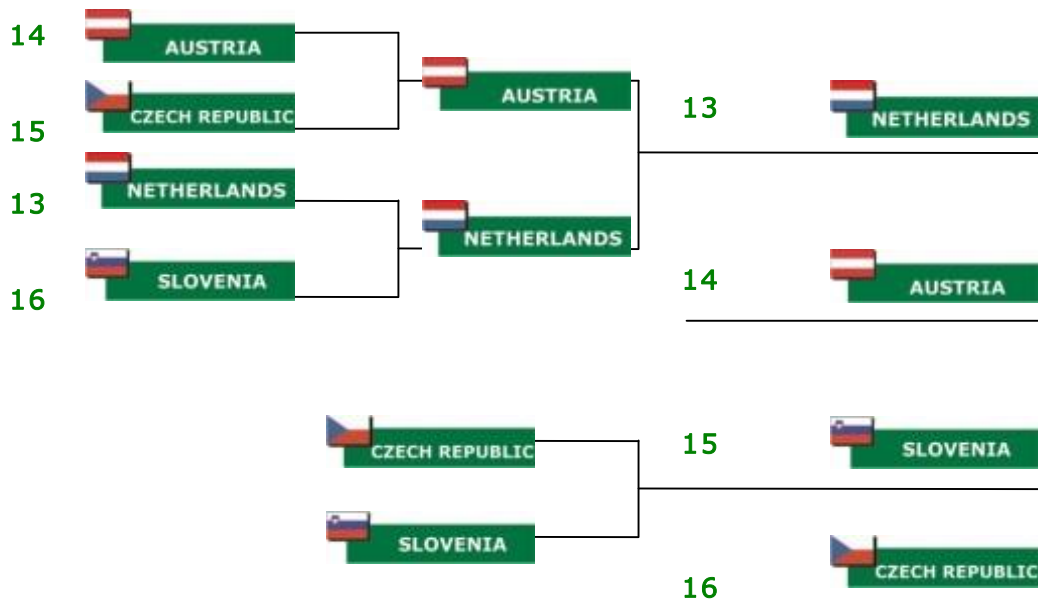 14
AUSTRIA
CZECH REPUBLIC
15
NETHERLANDS
13
SLOVENIA
16
AUSTRIA
NETHERLANDS
13
NETHERLANDS
14
AUSTRIA
CZECH REPUBLIC
SLOVENIA
15
SLOVENIA
16
CZECH REPUBLIC